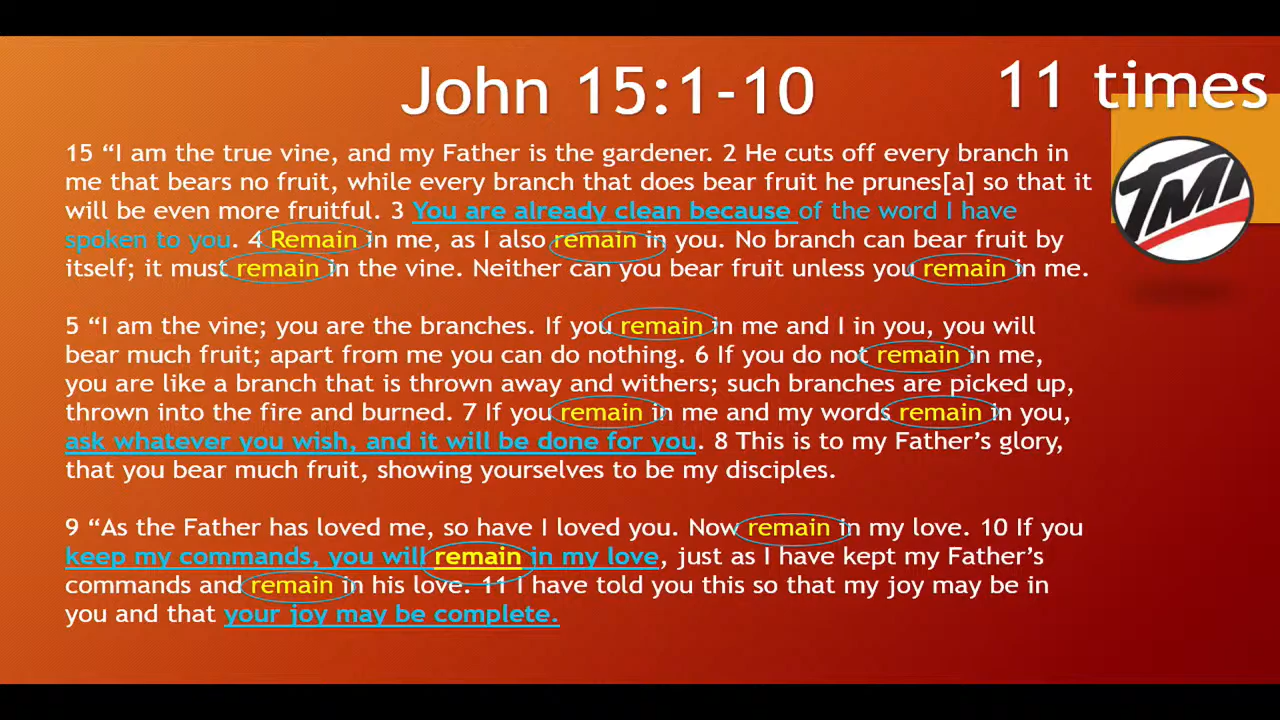 John 15:1-10
11 times
15 “I am the true vine, and my Father is the gardener. 2 He cuts off every branch in
me that bears no fruit, while every branch that does bear fruit he prunes[a] so that it
will be even more fruitful. 3 You are already clean because of the word I have
spoken to you. 4 Remain in me, as I also remain in you. No branch can bear fruit by
itself; it must remain in the vine. Neither can you bear fruit unless you remain in me.
5 “I am the vine; you are the branches. If you remain in me and I in you, you will
bear much fruit; apart from me you can do nothing. 6 If you do not remain in me,
you are like a branch that is thrown away and withers; such branches are picked up,
thrown into the fire and burned. 7 If you remain in me and my words remain in you,
ask whatever you wish, and it will be done for you. 8 This is to my Father’s glory,
that you bear much fruit, showing yourselves to be my disciples.
9 “As the Father has loved me, so have I loved you. Now remain in my love. 10 If you
keep my commands, you will remain in my love, just as I have kept my Father’s
commands and remain in his love. 11 I have told you this so that my joy may be in
you and that your joy may be complete.
TMI